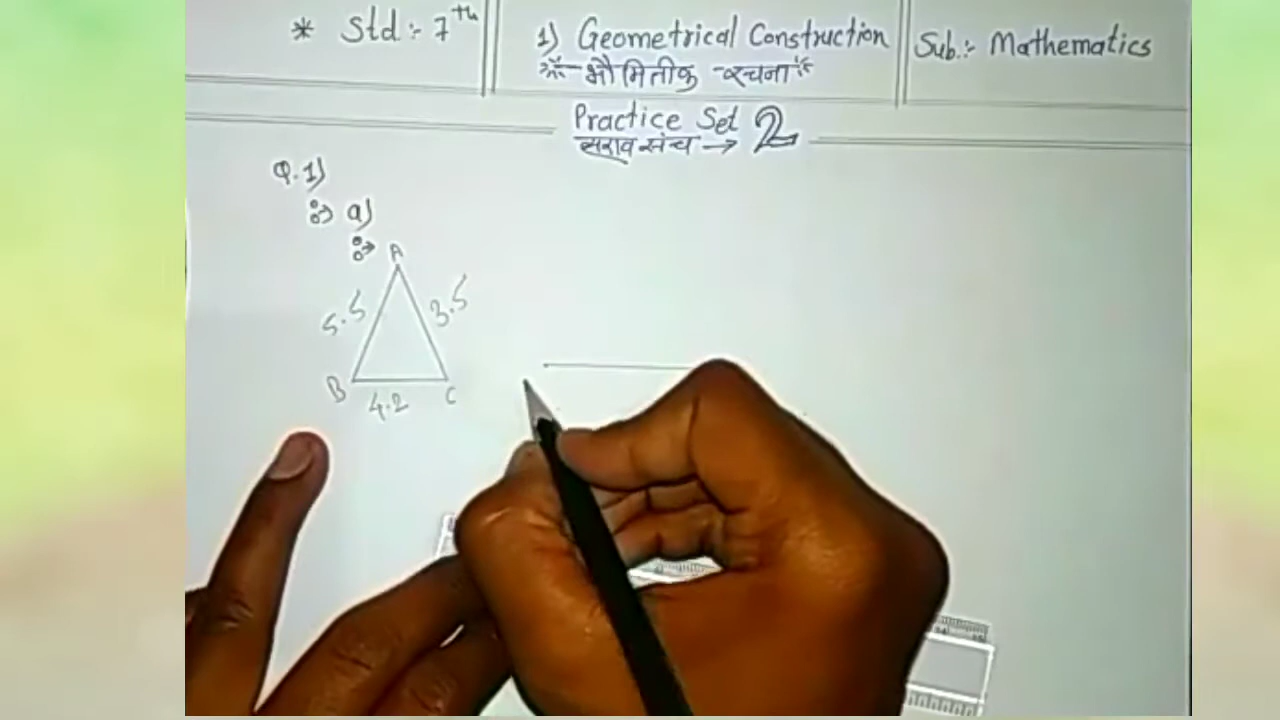 * Std :- 7th
1) Geometrical Construction
भौमितीक रचना
Sub. :- Mathematics
Practice Set 2
सराव संच → 
Q.1)
a)
A
5.5
3.5
B
C
4.2